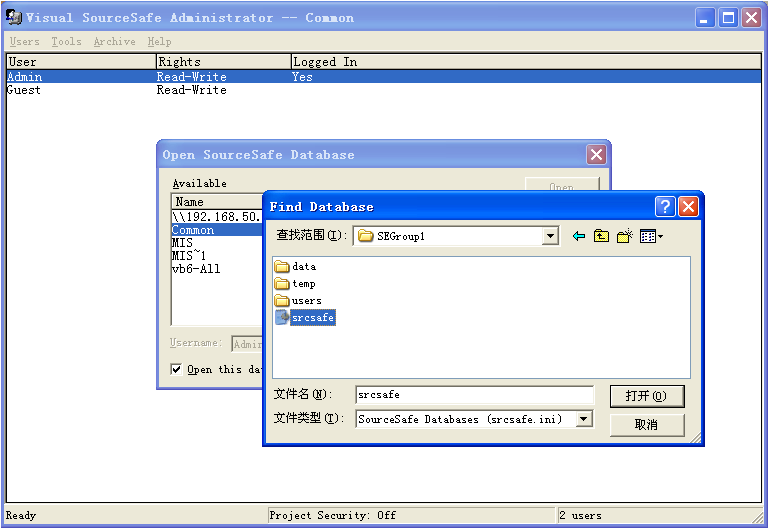 Visual SourceSafe Administrator -- Common
Users Tools Archive Help
User Rights Logged In
Admin Read-Write Yes
Guest Read-Write
Open SourceSafe Database
Available
Open
Name
\\192.168.50.
Common
MIS
MIS~1
vb6-All
Username: Admin
Open this da
Find Database
查找范围(I): SEGroup1
data
temp
users
srcsafe
文件名(N): srcsafe
打开(O)
文件类型(T): SourceSafe Databases (srcsafe.ini)
取消
Ready Project Security: Off 2 users